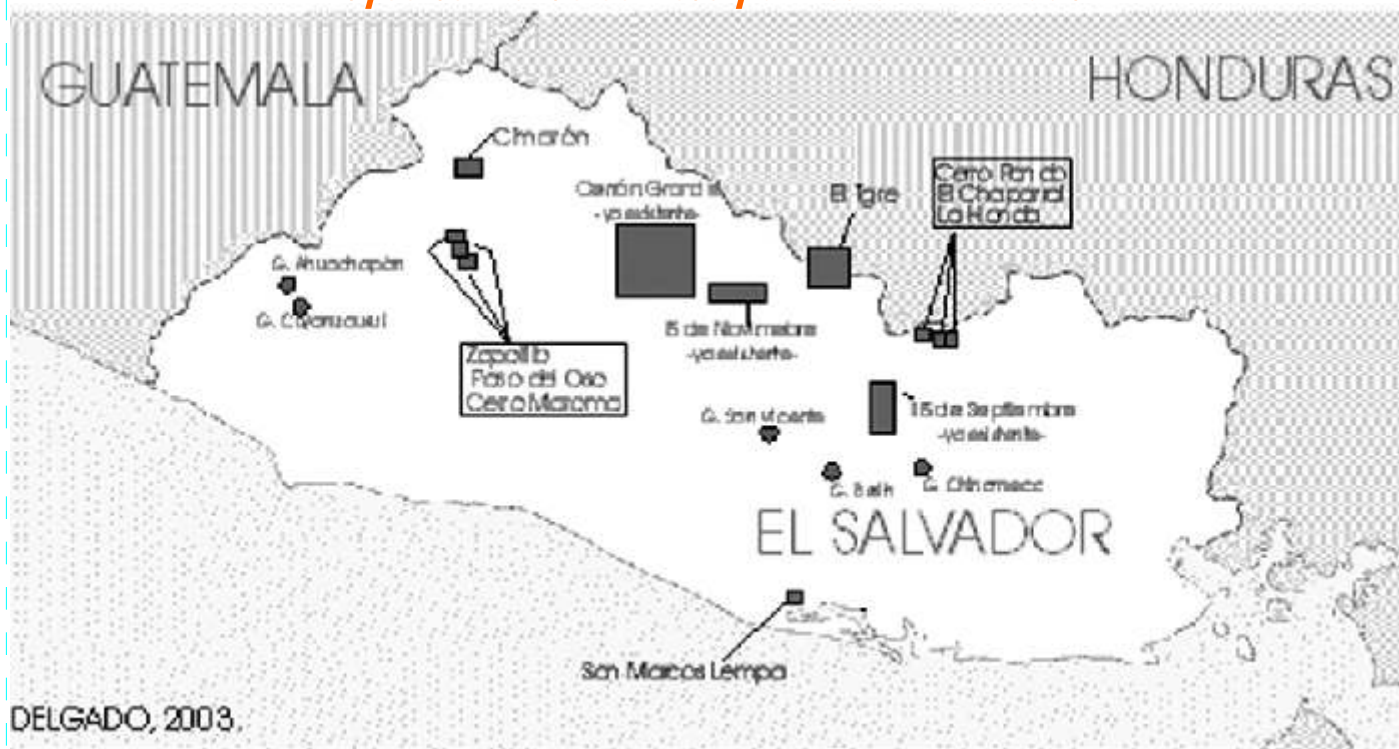 GUATEMALA
HONDURAS
Cimarón
Cerrón Grande
-ya existente-
El Tigre
Cerro Pando
El Chaparral
La Honda
G. Ahuachapán
G.
15 de Novimebre
-ya existente-
Zapotillo
Paso del Oso
Cerro Maroma
15 de Septiembre
-ya existente-
G. San Vicente
G. Berlín
G. Chinameca
EL SALVADOR
San Marcos Lempa
DELGADO, 2003.